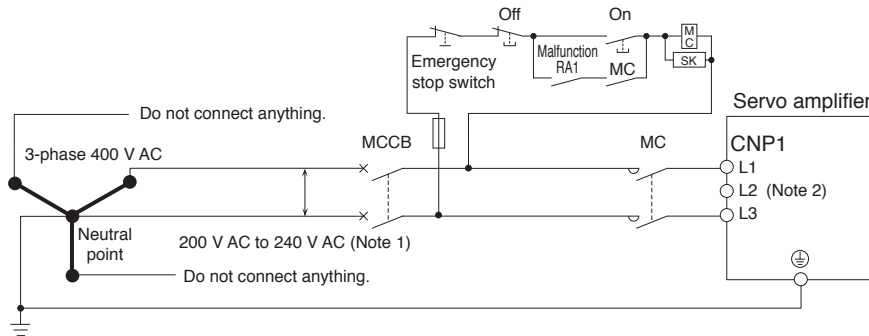 Off
On
Emergency
stop switch
Malfunction
RA1
MC
M
C
SK
Servo amplifier
Do not connect anything.
MCCB
MC
CNP1
3-phase 400 V AC
L1
L2 (Note 2)
L3
Neutral
point
200 V AC to 240 V AC (Note 1)
Do not connect anything.